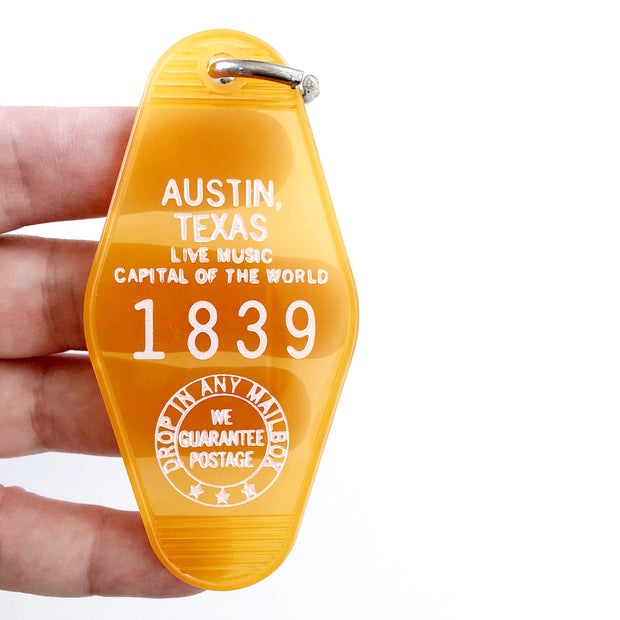 AUSTIN,
TEXAS
LIVE MUSIC
CAPITAL OF THE WORLD
1839
DROP IN ANY MAILBOX
WE
GUARANTEE
POSTAGE